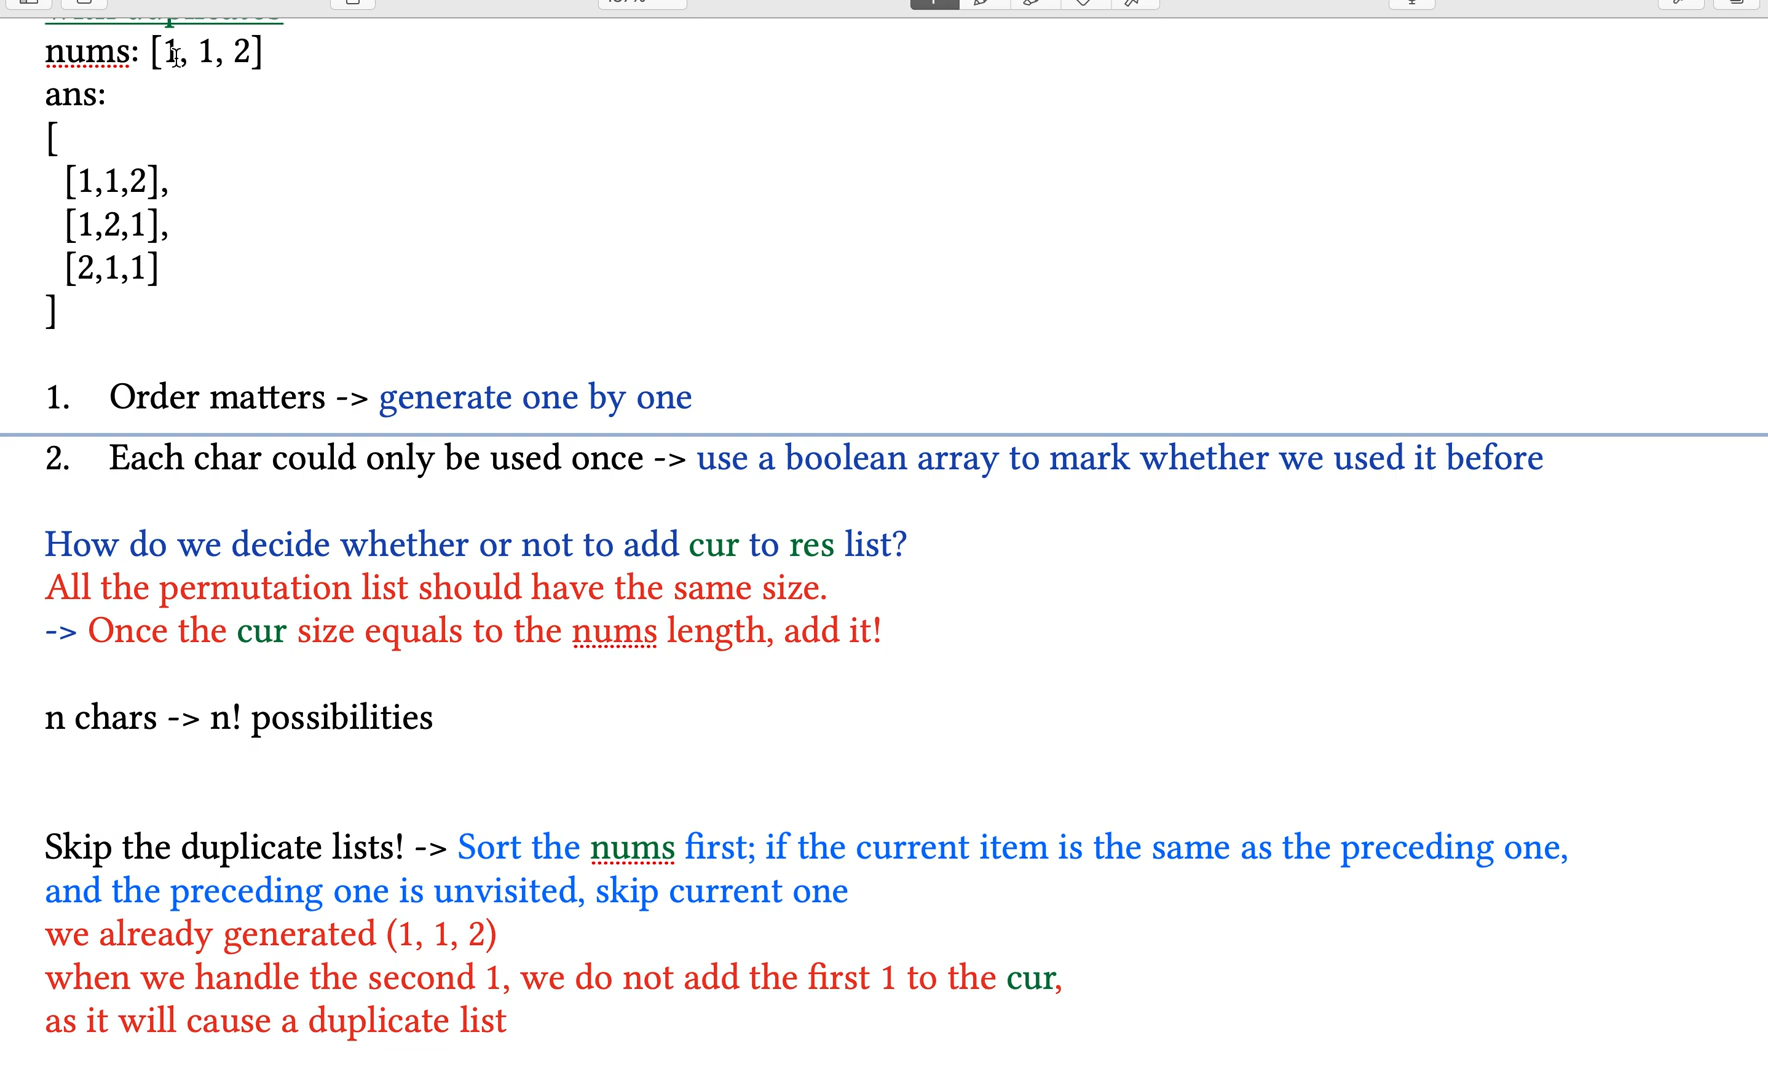 nums: [1, 1, 2]
ans:
[
[1,1,2],
[1,2,1],
[2,1,1]
]
1. Order matters -> generate one by one
2. Each char could only be used once -> use a boolean array to mark whether we used it before
How do we decide whether or not to add cur to res list?
All the permutation list should have the same size.
-> Once the cur size equals to the nums length, add it!
n chars -> n! possibilities
Skip the duplicate lists! -> Sort the nums first; if the current item is the same as the preceding one,
and the preceding one is unvisited, skip current one
we already generated (1, 1, 2)
when we handle the second 1, we do not add the first 1 to the cur,
as it will cause a duplicate list